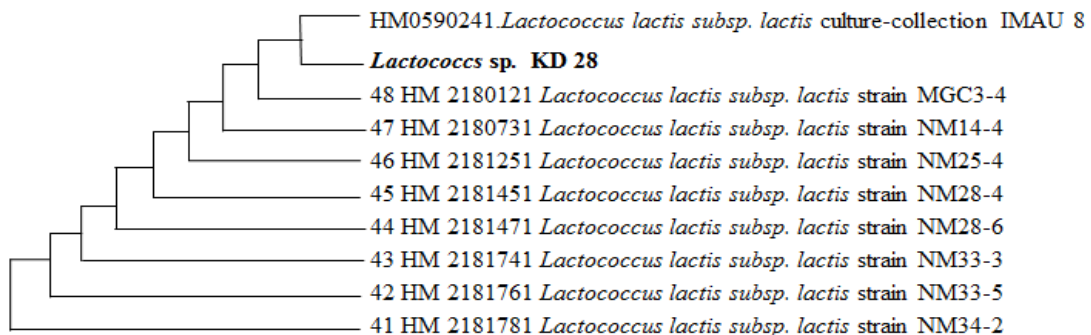 HM0590241.Lactococcus lactis subsp. lactis culture-collection IMAU 8
Lactococcs sp. KD 28
48 HM 2180121 Lactococcus lactis subsp. lactis strain MGC3-4
47 HM 2180731 Lactococcus lactis subsp. lactis strain NM14-4
46 HM 2181251 Lactococcus lactis subsp. lactis strain NM25-4
45 HM 2181451 Lactococcus lactis subsp. lactis strain NM28-4
44 HM 2181471 Lactococcus lactis subsp. lactis strain NM28-6
43 HM 2181741 Lactococcus lactis subsp. lactis strain NM33-3
42 HM 2181761 Lactococcus lactis subsp. lactis strain NM33-5
41 HM 2181781 Lactococcus lactis subsp. lactis strain NM34-2